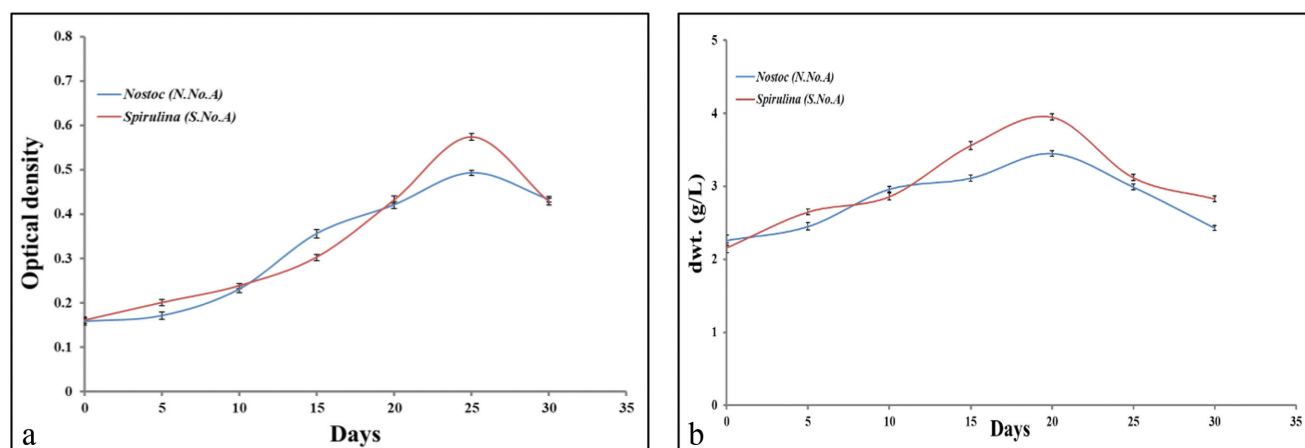 0.8
0.7
0.6
0.5
0.4
0.3
0.2
0.1
0
Optical density
Nostoc (N.No.A)
Spirulina (S.No.A)
0 5 10 15 20 25 30 35
Days
a
5
4
3
2
1
0
dwt. (g/L)
Nostoc (N.No.A)
Spirulina (S.No.A)
0 5 10 15 20 25 30 35
Days
b